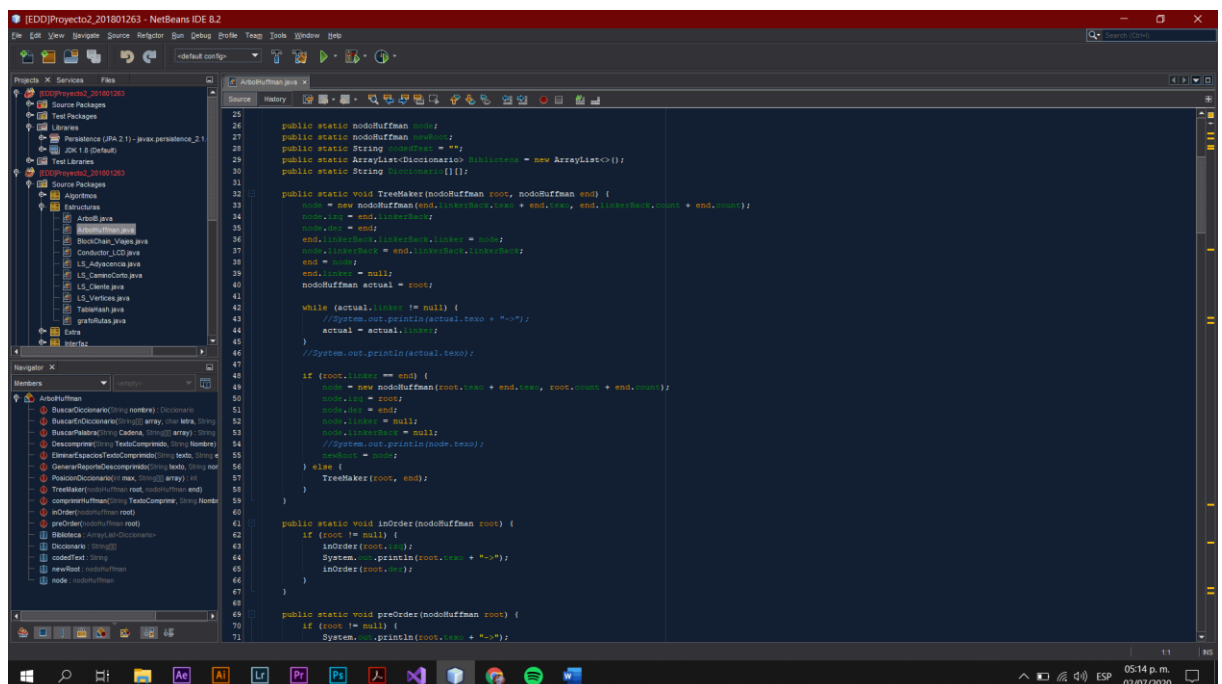 [EDD]Proyecto2_201801263 - NetBeans IDE 8.2
File Edit View Navigate Source Refactor Run Debug Profile Team Tools Window Help
Search (Ctrl+I)
<default config>
Projects Services Files
ArbolHuffman.java
[EDD]Proyecto2_201801263
Source Packages
Test Packages
Libraries
Persistence (JPA 2.1) - javax.persistence_2.1.
JDK 1.8 (Default)
Test Libraries
[EDD]Proyecto2_201801263
Source Packages
Algoritmos
Estructuras
ArbolB.java
ArbolHuffman.java
BlockChain_Viajes.java
Conductor_LCD.java
LS_Adyacencia.java
LS_CaminoCorto.java
LS_Cliente.java
LS_Vertices.java
TablaHash.java
grafoRutas.java
Extra
Interfaz
Navigator
Members
<empty>
ArbolHuffman
BuscarDiccionario(String nombre) : Diccionario
BuscarEnDiccionario(String[][] array, char letra, String
BuscarPalabra(String Cadena, String[][] array) : String
Descomprimir(String TextoComprimido, String Nombre)
EliminarEspaciosTextoComprimido(String texto, String e
GenerarReporteDescomprimido(String texto, String nor
PosicionDiccionario(int max, String[][] array) : int
TreeMaker(nodoHuffman root, nodoHuffman end)
comprimirHuffman(String TextoComprimir, String Nombr
inOrder(nodoHuffman root)
preOrder(nodoHuffman root)
Biblioteca : ArrayList<Diccionario>
Diccionario : String[][]
codedText : String
newRoot : nodoHuffman
node : nodoHuffman
Source History
25
26 public static nodoHuffman node;
27 public static nodoHuffman newRoot;
28 public static String codedText = "";
29 public static ArrayList<Diccionario> Biblioteca = new ArrayList<>();
30 public static String Diccionario[][];
31
32 public static void TreeMaker(nodoHuffman root, nodoHuffman end) {
33 node = new nodoHuffman(end.linkerBack.texo + end.texo, end.linkerBack.count + end.count);
34 node.izq = end.linkerBack;
35 node.der = end;
36 end.linkerBack.linkerBack.linker = node;
37 node.linkerBack = end.linkerBack.linkerBack;
38 end = node;
39 end.linker = null;
40 nodoHuffman actual = root;
41
42 while (actual.linker != null) {
43 //System.out.println(actual.texo + "->");
44 actual = actual.linker;
45 }
46 //System.out.println(actual.texo);
47
48 if (root.linker == end) {
49 node = new nodoHuffman(root.texo + end.texo, root.count + end.count);
50 node.izq = root;
51 node.der = end;
52 node.linker = null;
53 node.linkerBack = null;
54 //System.out.println(node.texo);
55 newRoot = node;
56 } else {
57 TreeMaker(root, end);
58 }
59 }
60
61 public static void inOrder(nodoHuffman root) {
62 if (root != null) {
63 inOrder(root.izq);
64 System.out.println(root.texo + "->");
65 inOrder(root.der);
66 }
67 }
68
69 public static void preOrder(nodoHuffman root) {
70 if (root != null) {
71 System.out.println(root.texo + "->");
1:1 INS
Ae Ai Lr Pr Ps
ESP
05:14 p. m.
02/07/2020